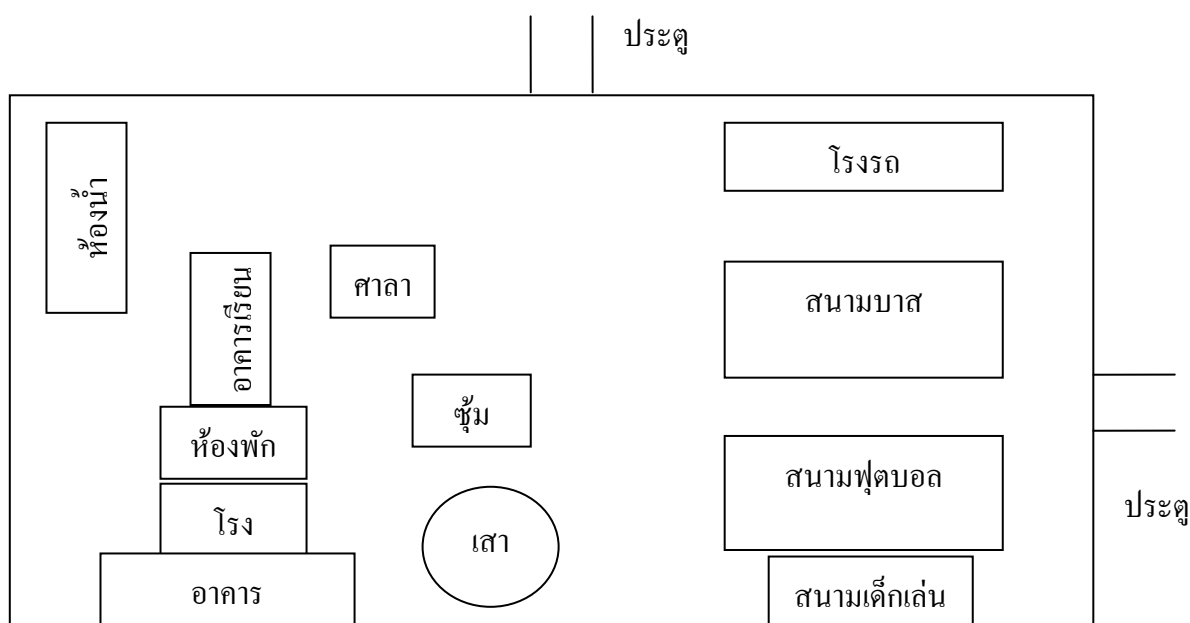 ประตู
โรงรถ
ห้องน้ำ
ศาลา
อาคารเรียน
สนามบาส
ซุ้ม
ห้องพัก
สนามฟุตบอล
ประตู
โรง
เสา
อาคาร
สนามเด็กเล่น